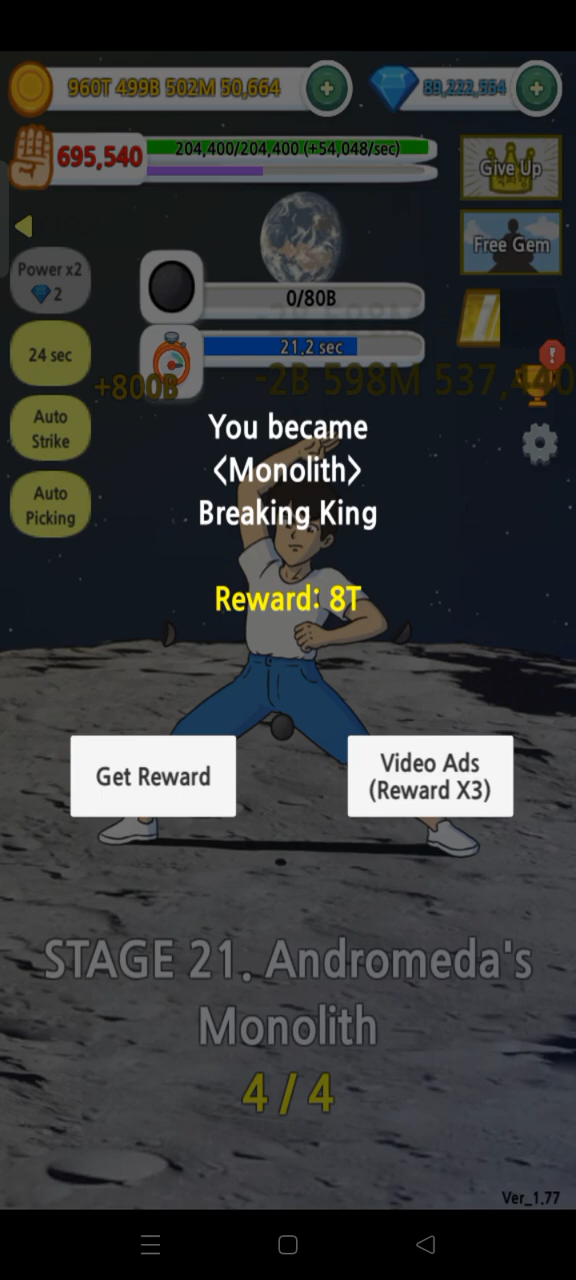 960T 499B 502M 50,664
89,222,564
695,540
204,400/204,400 (+54,048/sec)
Give Up
Power x2
2
Free Gem
0/80B
24 sec
21.2 sec
+800B
-2B 598M 537,440
Auto
Strike
Auto
Picking
You became
<Monolith>
Breaking King
Reward: 8T
Get Reward
Video Ads
(Reward X3)
STAGE 21. Andromeda's
Monolith
4 / 4
Ver_1.77